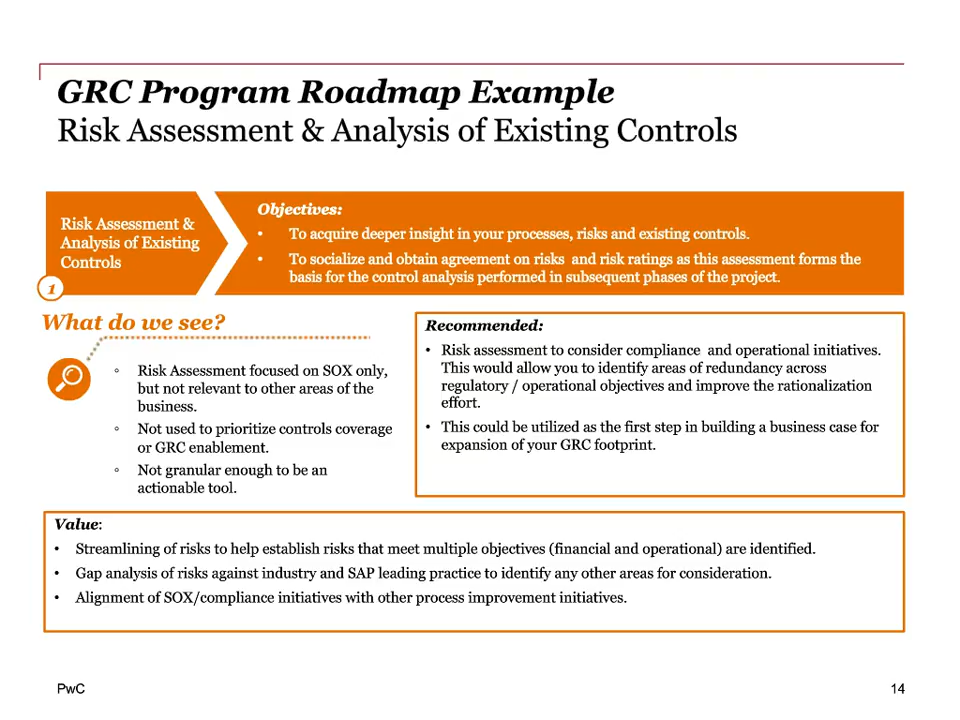 GRC Program Roadmap Example
Risk Assessment & Analysis of Existing Controls
Risk Assessment &
Analysis of Existing
Controls
1
Objectives:
• To acquire deeper insight in your processes, risks and existing controls.
• To socialize and obtain agreement on risks and risk ratings as this assessment forms the
basis for the control analysis performed in subsequent phases of the project.
What do we see?
◦ Risk Assessment focused on SOX only,
but not relevant to other areas of the
business.
◦ Not used to prioritize controls coverage
or GRC enablement.
◦ Not granular enough to be an
actionable tool.
Recommended:
• Risk assessment to consider compliance and operational initiatives.
This would allow you to identify areas of redundancy across
regulatory / operational objectives and improve the rationalization
effort.
• This could be utilized as the first step in building a business case for
expansion of your GRC footprint.
Value:
• Streamlining of risks to help establish risks that meet multiple objectives (financial and operational) are identified.
• Gap analysis of risks against industry and SAP leading practice to identify any other areas for consideration.
• Alignment of SOX/compliance initiatives with other process improvement initiatives.
PwC
14